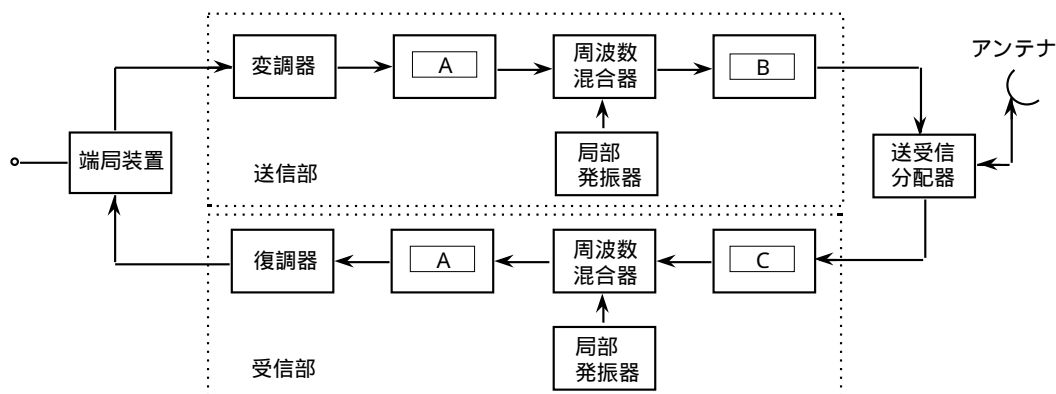 変調器
A
周波数
混合器
B
アンテナ
端局装置
局部
発振器
送受信
分配器
送信部
復調器
A
周波数
混合器
C
局部
発振器
受信部